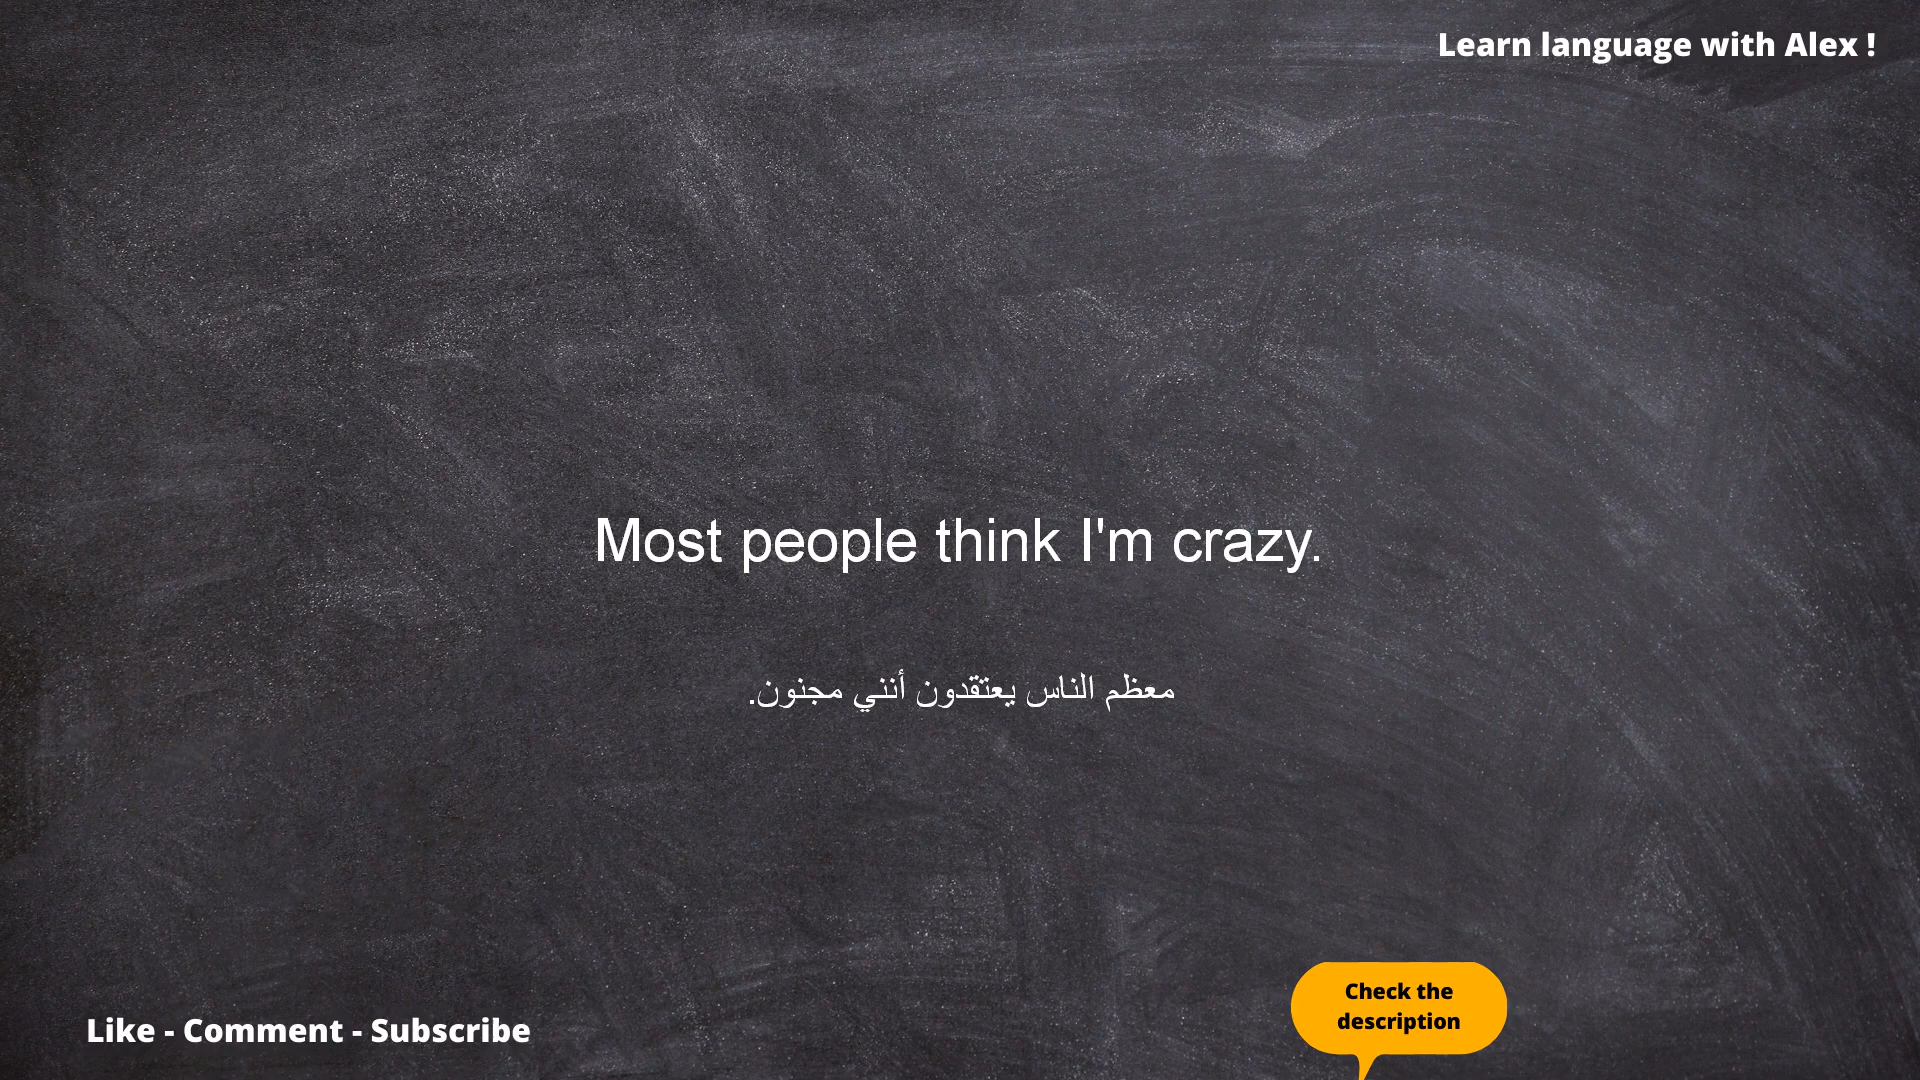 Learn language with Alex !
Most people think I'm crazy.
معظم الناس يعتقدون أنني مجنون.
Check the
description
Like - Comment - Subscribe